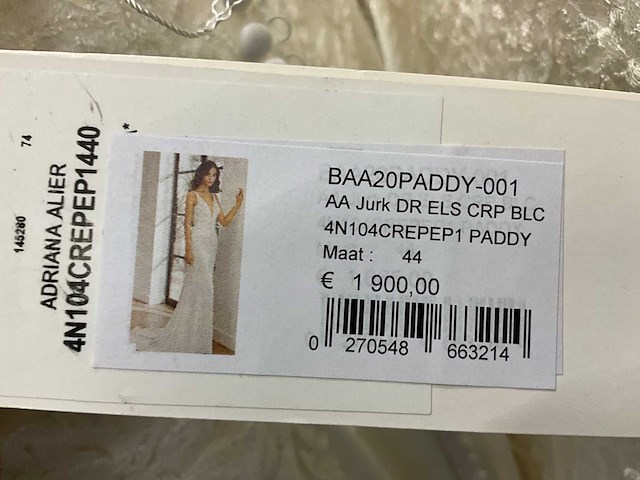 145280
74
ADRIANA ALIER
4N104CREPEP1440
BAA20PADDY-001
AA Jurk DR ELS CRP BLC
4N104CREPEP1 PADDY
Maat : 44
€ 1 900,00
0 270548 663214